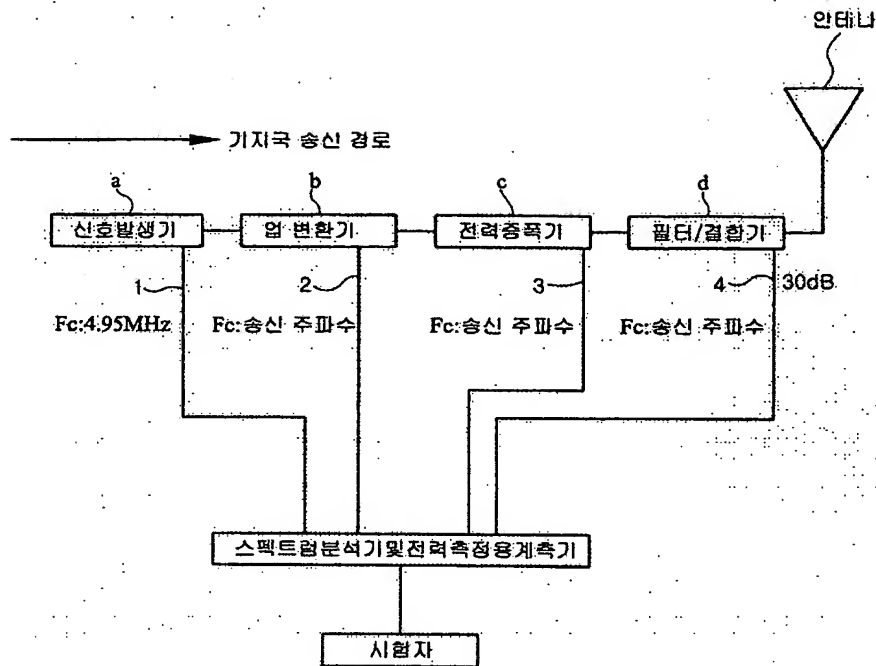 안테나
기지국 송신 경로
a
b
c
d
신호발생기
업 변환기
전력증폭기
필터/결합기
1
2
3
4
30dB
Fc:4.95MHz
Fc:송신 주파수
Fc:송신 주파수
Fc:송신 주파수
스펙트럼분석기및전력측정용계측기
시험자